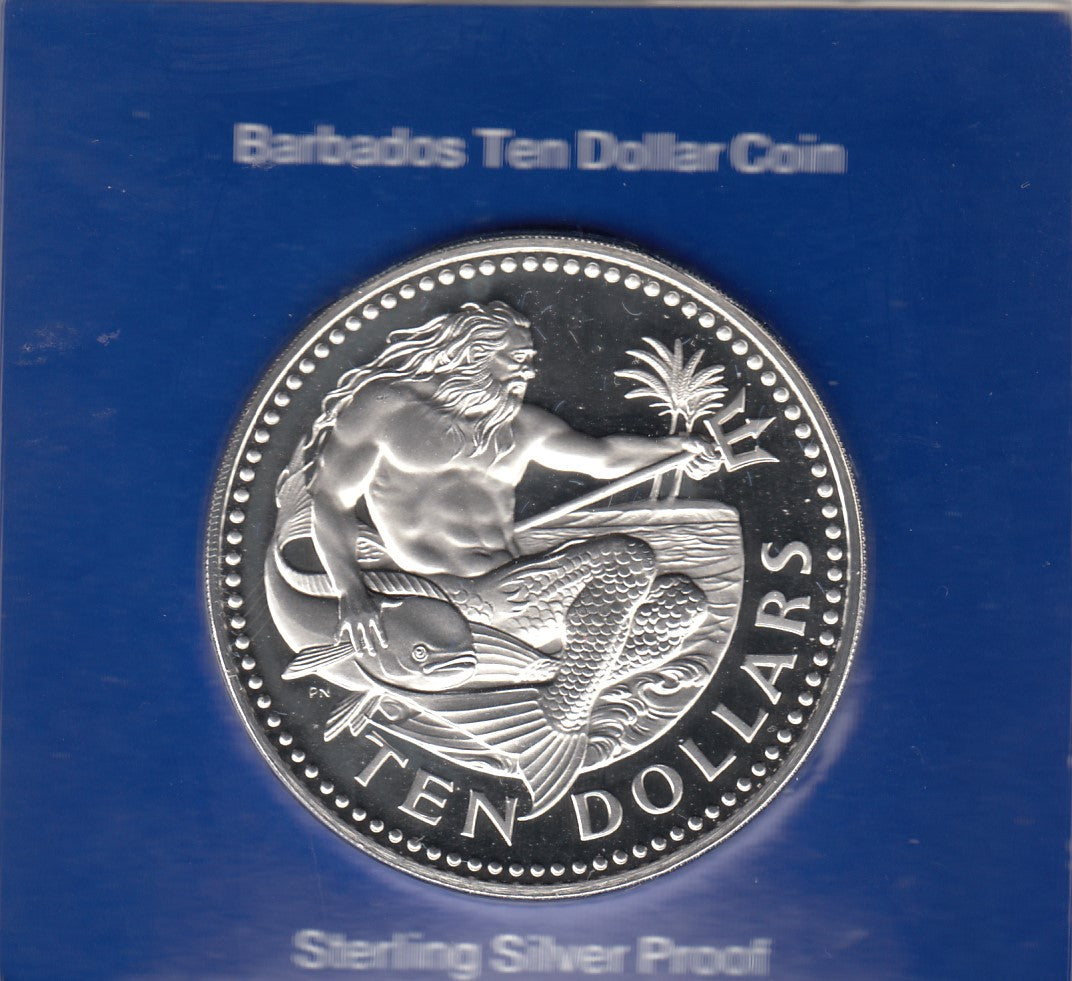 Barbados Ten Dollar Coin
PN
TEN DOLLARS
Sterling Silver Proof